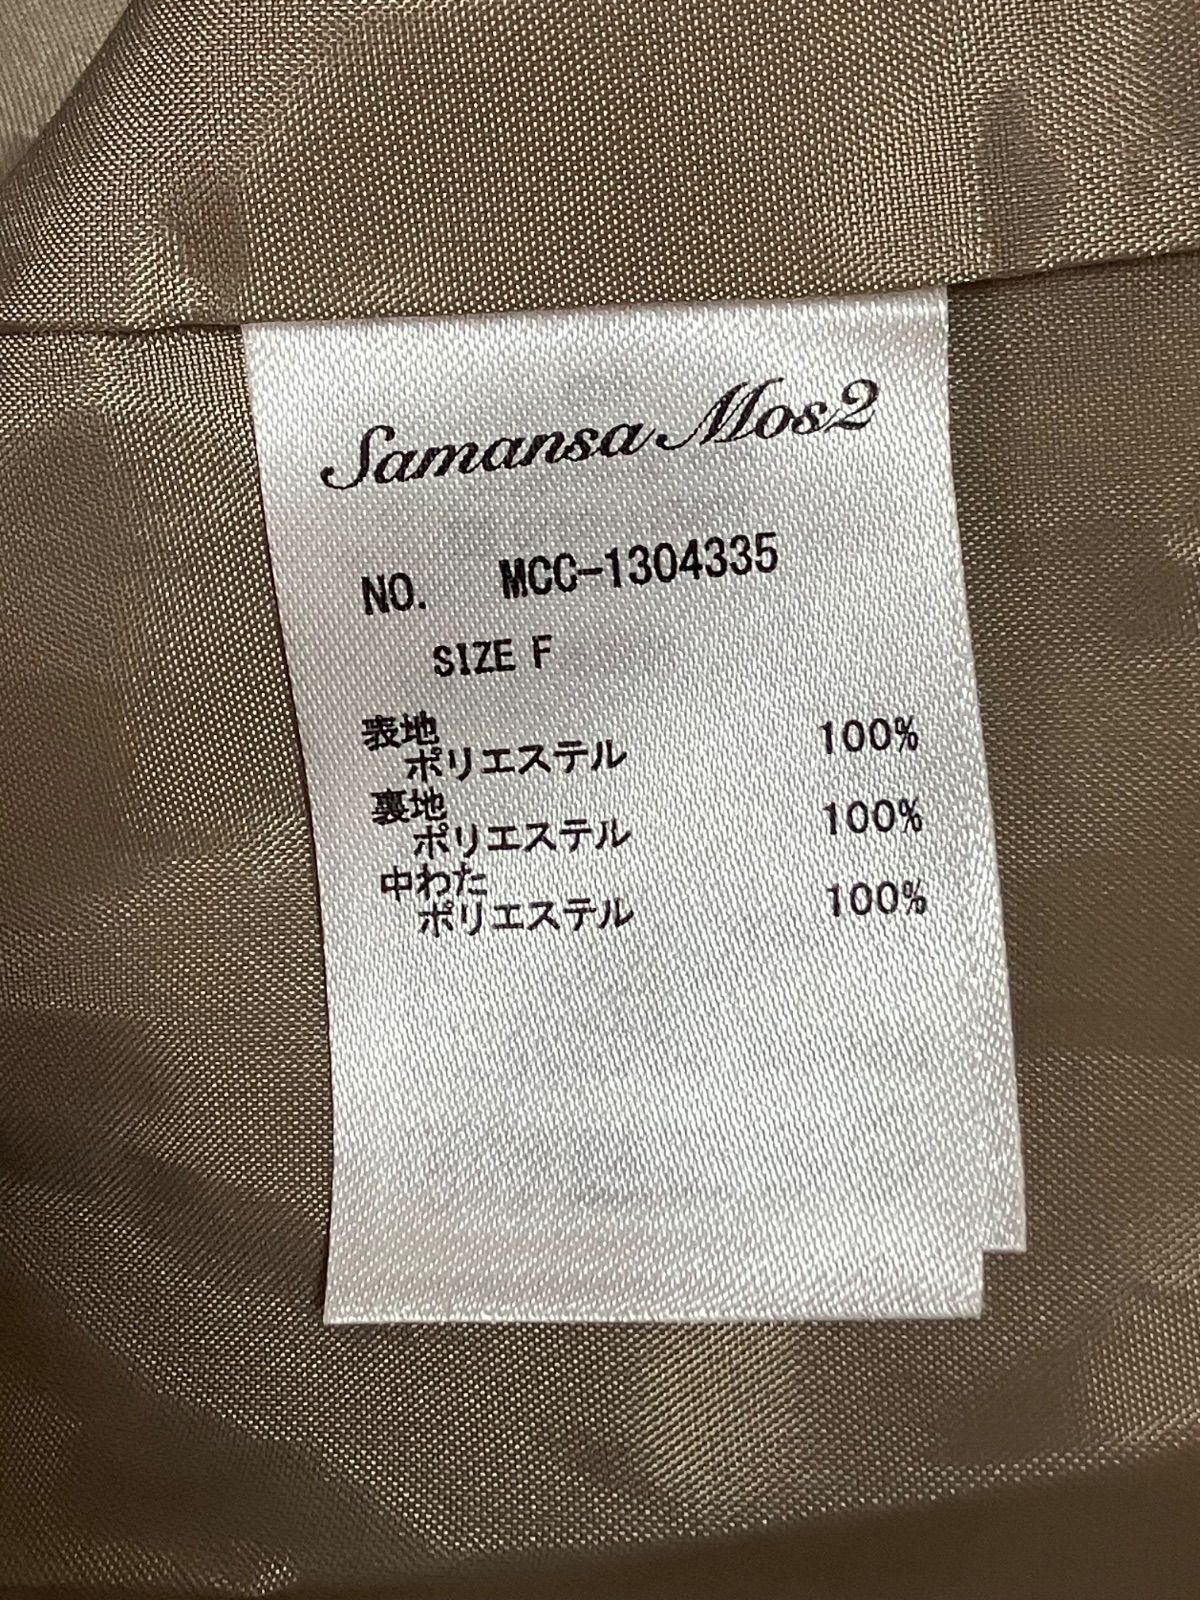 Samansa Mos2
NO. MCC-1304335
SIZE F
表地
ポリエステル 100%
裏地
ポリエステル 100%
中わた
ポリエステル 100%